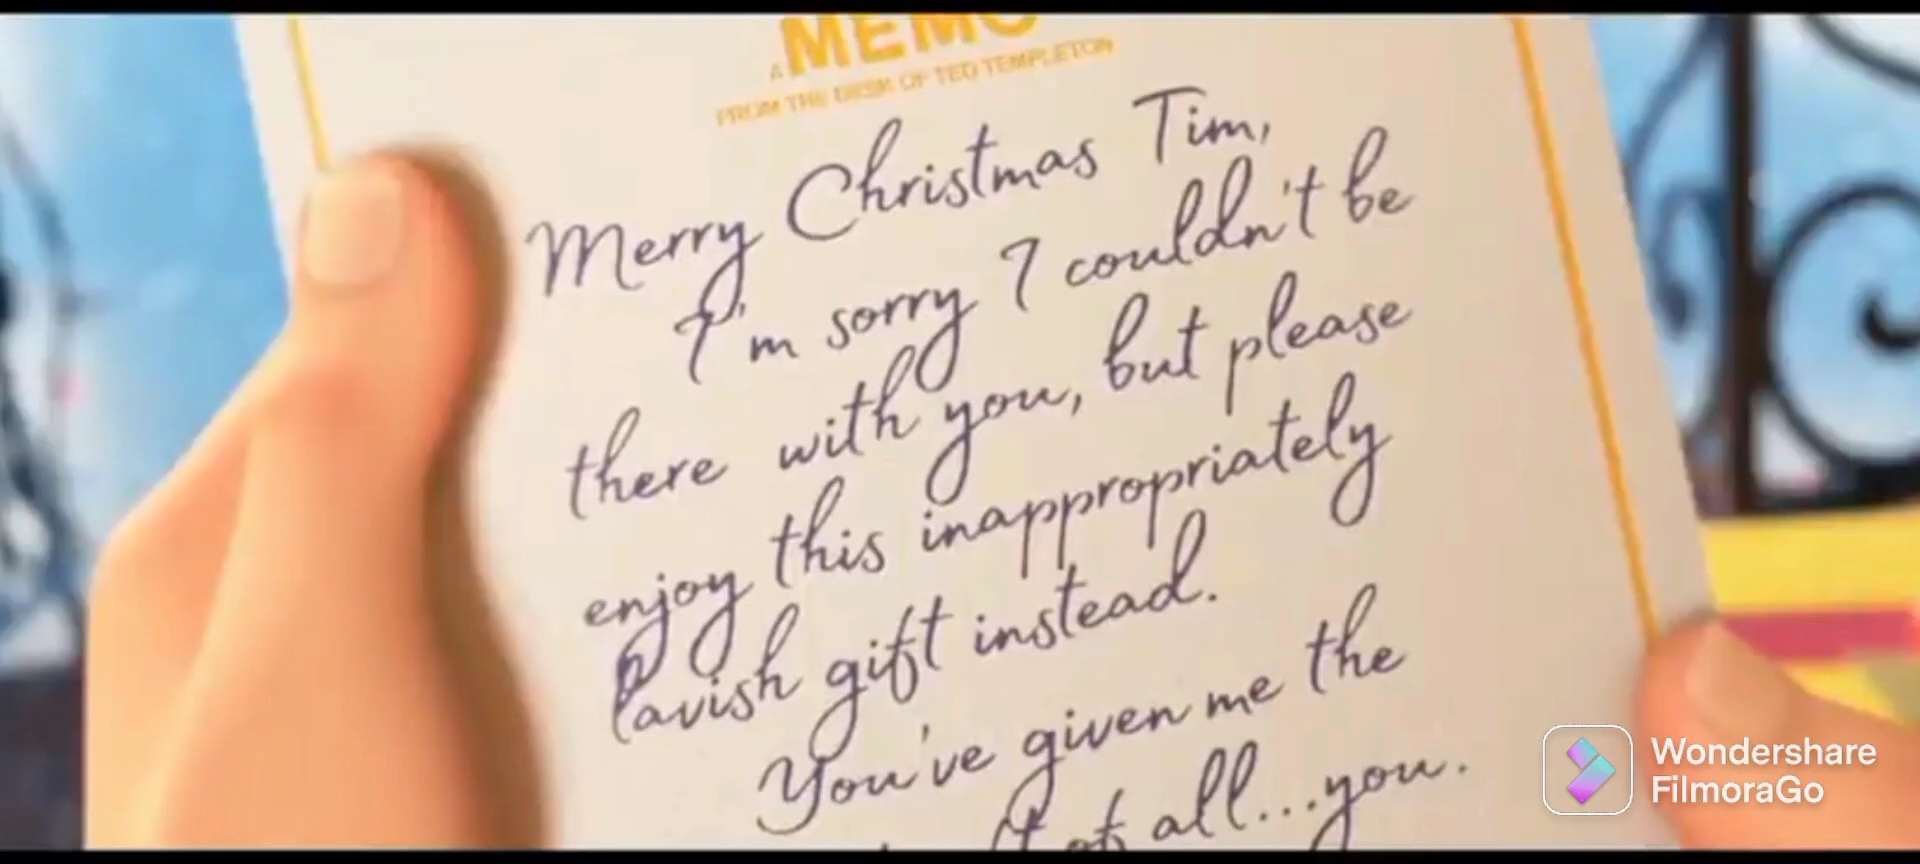 A MEMO
FROM THE DESK OF TED TEMPLETON
Merry Christmas Tim,
I'm sorry I couldn't be
there with you, but please
enjoy this inappropriately
lavish gift instead.
You've given me the
of all...you.
Wondershare
FilmoraGo